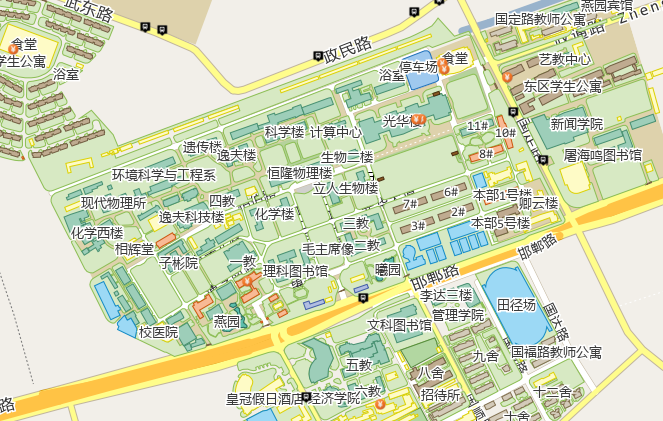 武东路
燕园宾馆
国定路教师公寓
Zhen
食堂
学生公寓
浴室
政民路
食堂
停车场
浴室
艺教中心
东区学生公寓
光华楼
科学楼
计算中心
11#
10#
国定路
新闻学院
遗传楼
逸夫楼
生物二楼
8#
屠海鸣图书馆
环境科学与工程系
恒隆物理楼
立人生物楼
6#
本部1号楼
现代物理所
四教
7#
卿云楼
逸夫科技楼
化学楼
2#
化学西楼
三教
3#
本部5号楼
相辉堂
毛主席像
二教
子彬院
一教
理科图书馆
曦园
邯郸路
邯郸路
李达三楼
田径场
燕园
校医院
文科图书馆
管理学院
国达路
五教
九舍
国福路教师公寓
八舍
六教
皇冠假日酒店
经济学院
招待所
十二舍
十舍
路